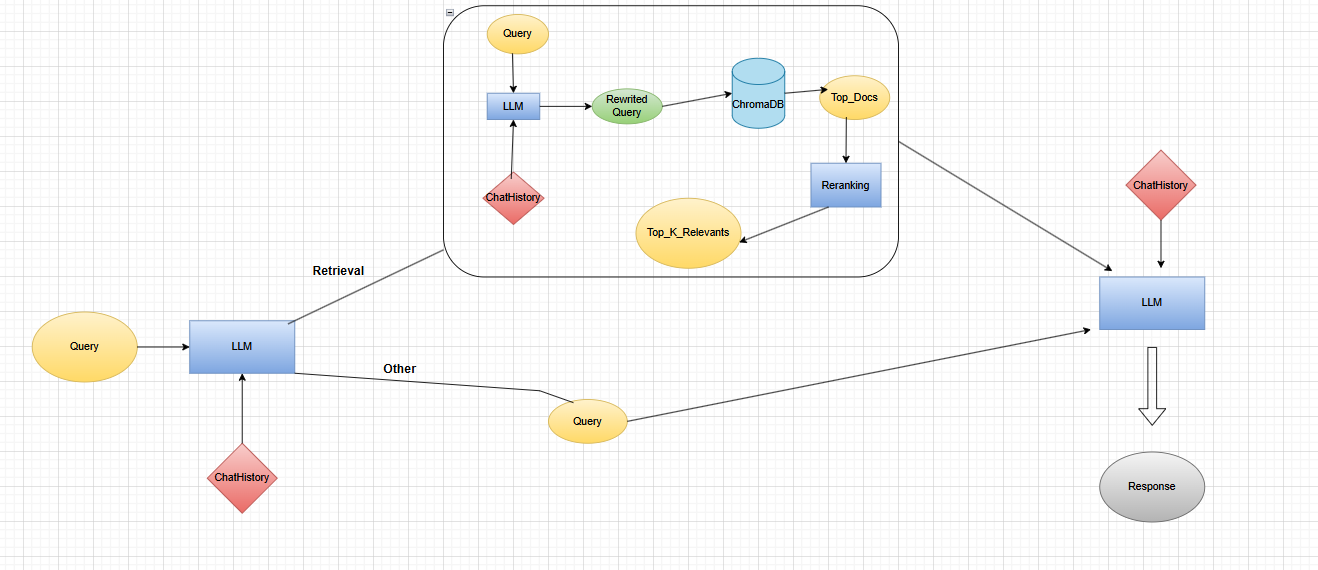 Query
LLM
Rewrited
Query
ChromaDB
Top_Docs
ChatHistory
Reranking
Top_K_Relevants
ChatHistory
LLM
Retrieval
Query
LLM
Other
Query
ChatHistory
Response